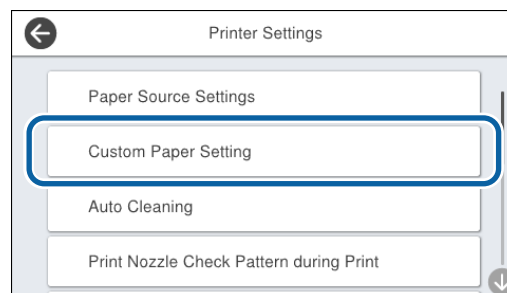 Printer Settings
Paper Source Settings
Custom Paper Setting
Auto Cleaning
Print Nozzle Check Pattern during Print